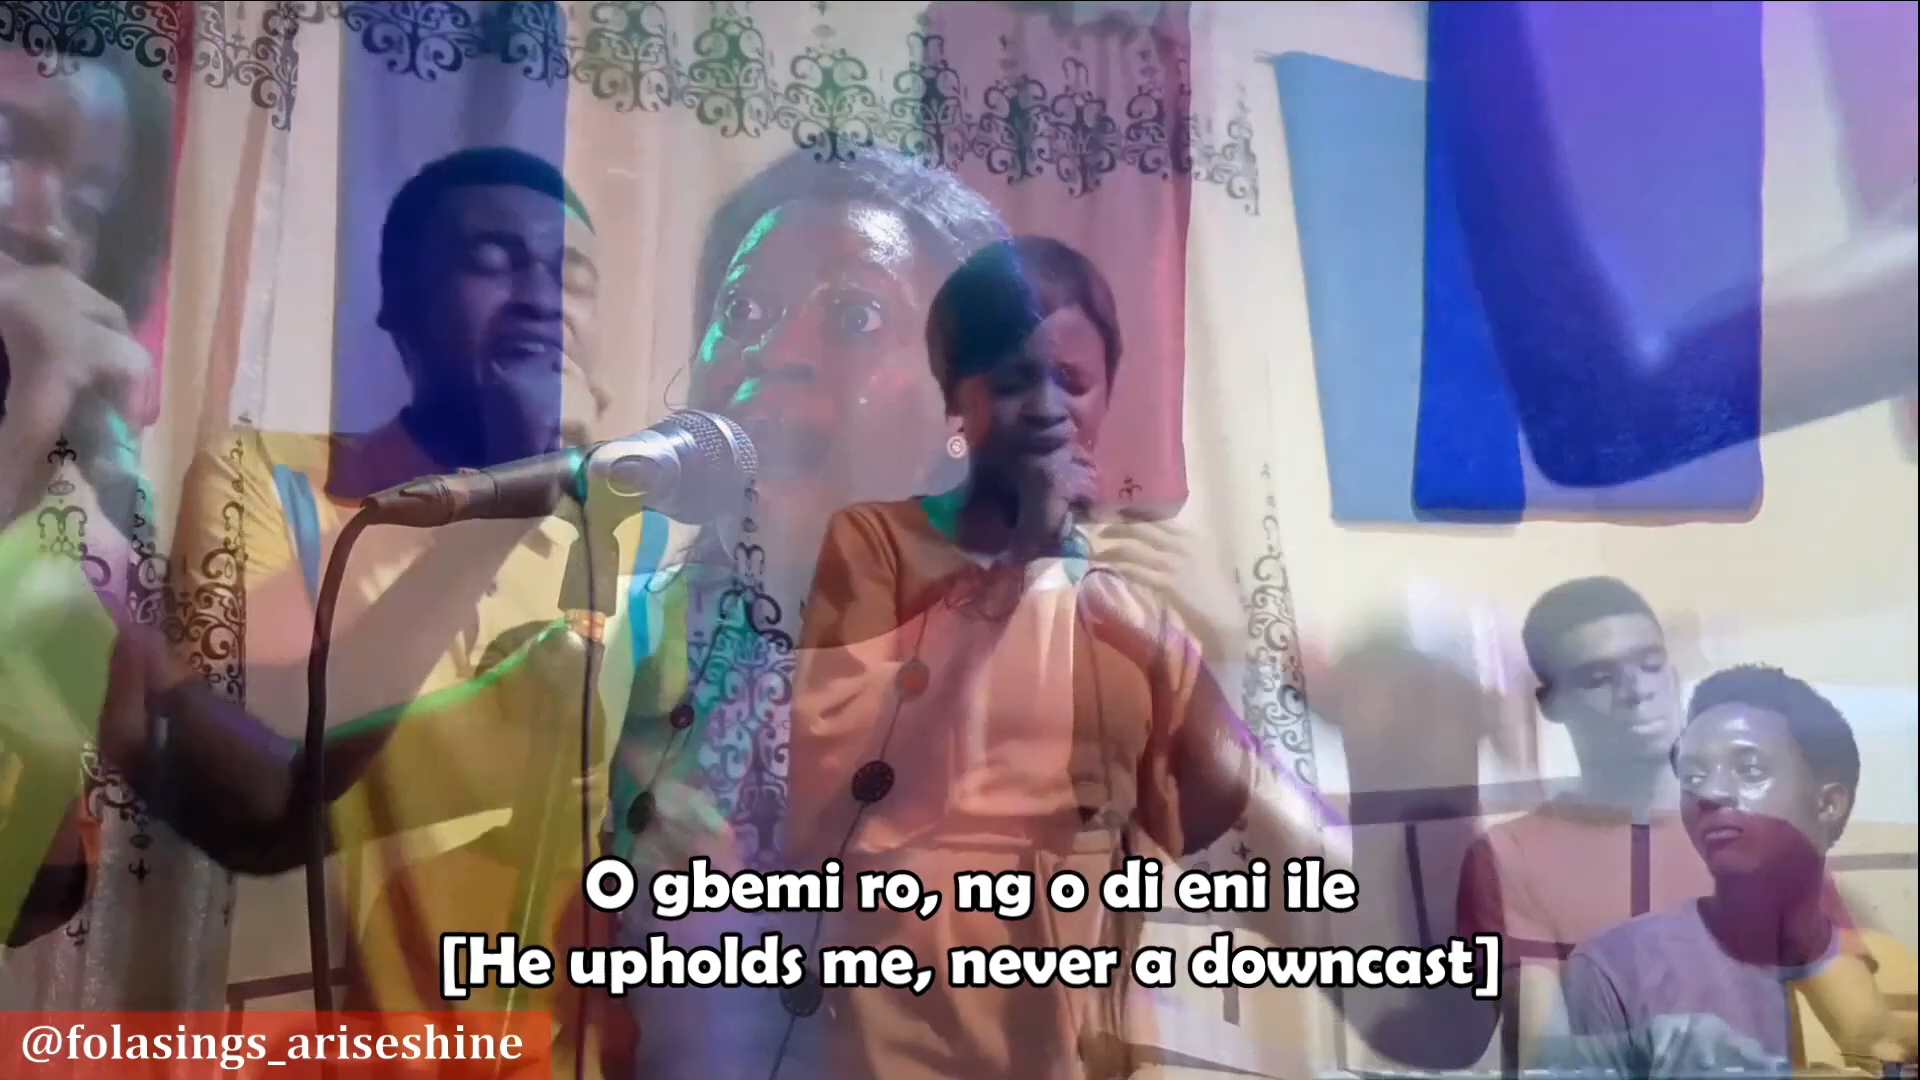 O gbemi ro, ng o di eni ile
[He upholds me, never a downcast]
@folasings_ariseshine